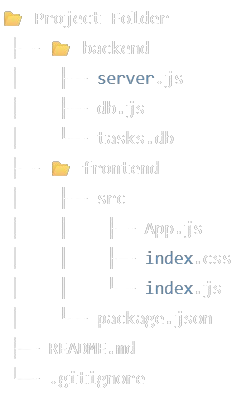 Project Folder
backend
server.js
db.js
tasks.db
frontend
src
App.js
index.css
index.js
package.json
README.md
.gitignore